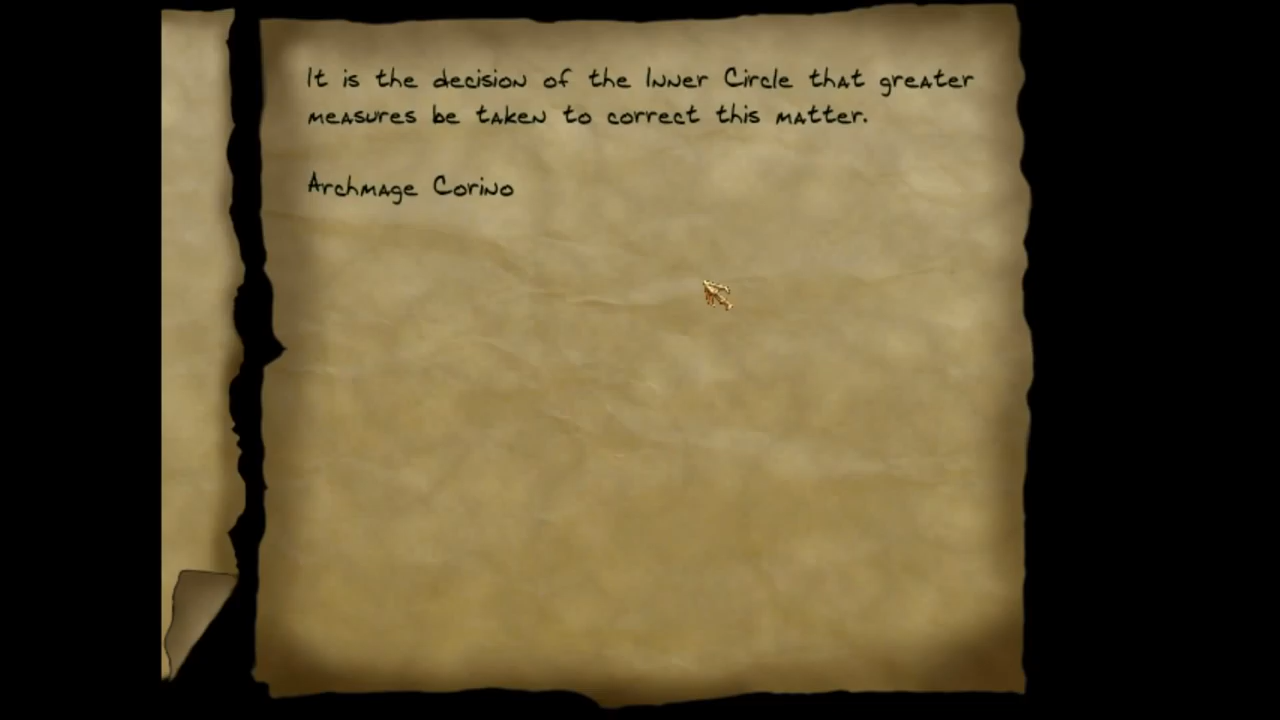 It is the decision of the Inner Circle that greater
measures be taken to correct this matter.
Archmage Corino